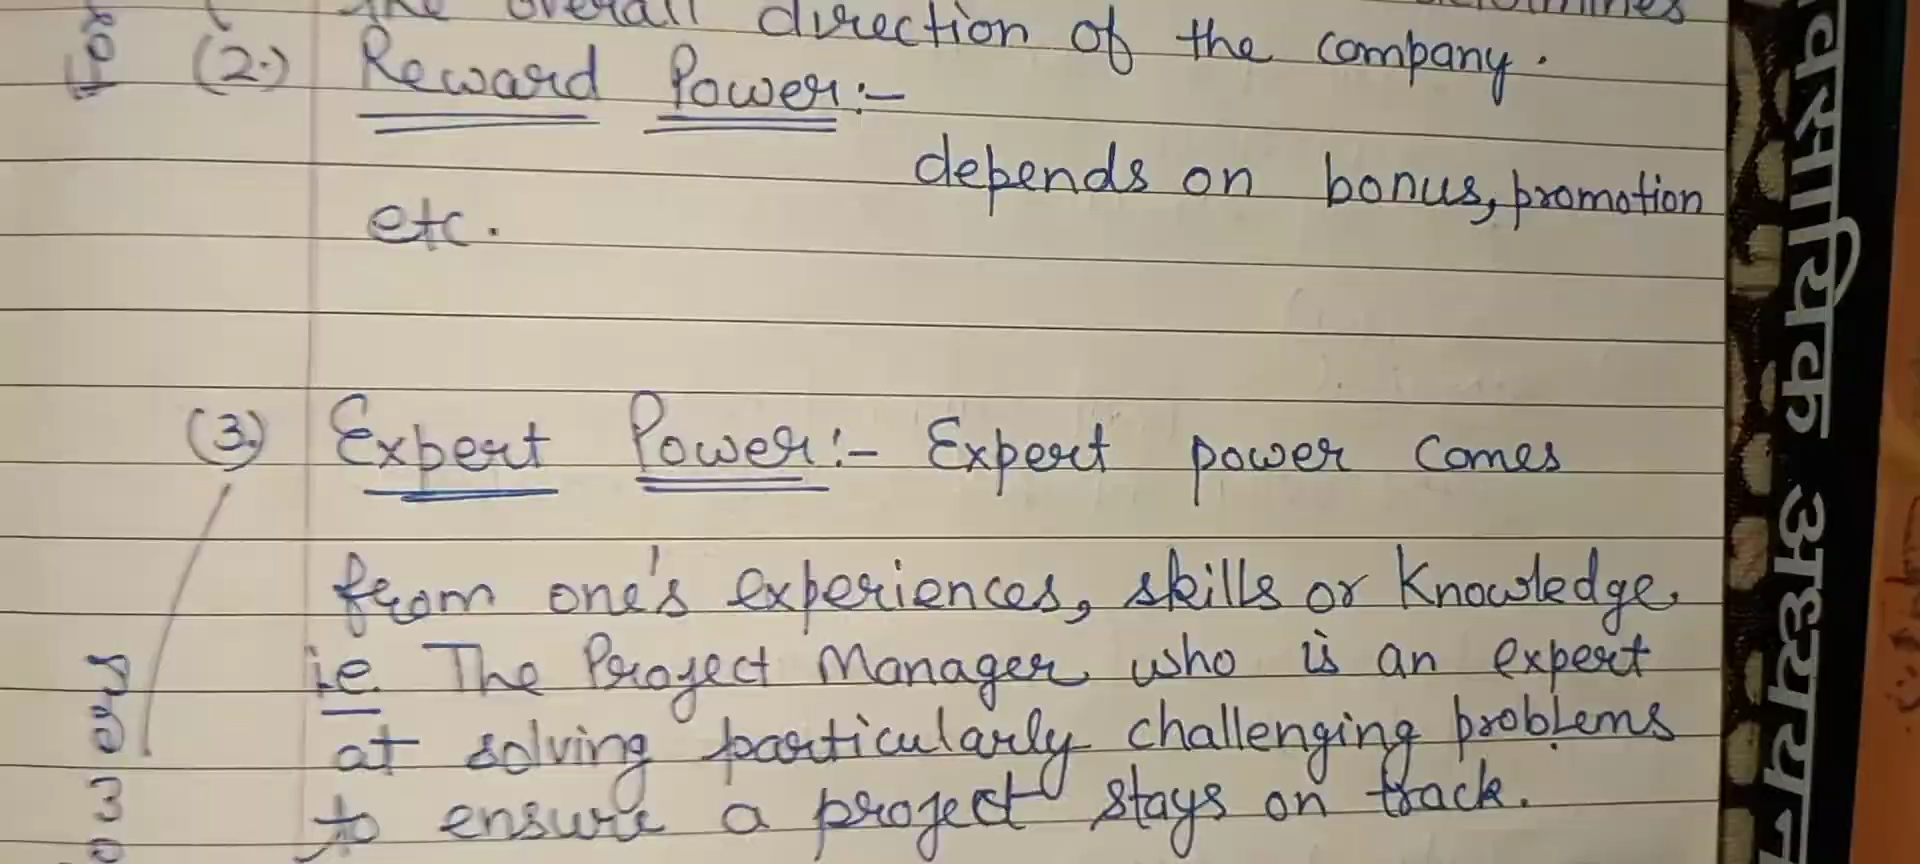 the overall direction of the company.
(2.) Reward Power:-
depends on bonus, promotion
etc.
(3.) Expert Power:- Expert power comes
from one's experiences, skills or knowledge.
i.e. The Project Manager who is an expert
at solving particularly challenging problems
to ensure a project stays on track.